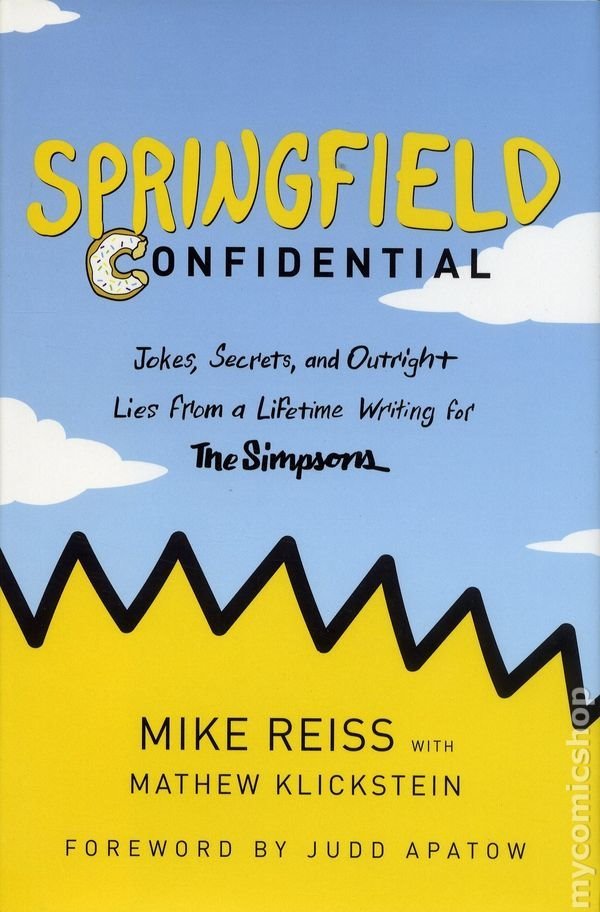 SPRINGFIELD
CONFIDENTIAL
Jokes, Secrets, and Outright
Lies from a Lifetime Writing for
The Simpsons
MIKE REISS WITH
MATHEW KLICKSTEIN
FOREWORD BY JUDD APATOW
mycomicshop